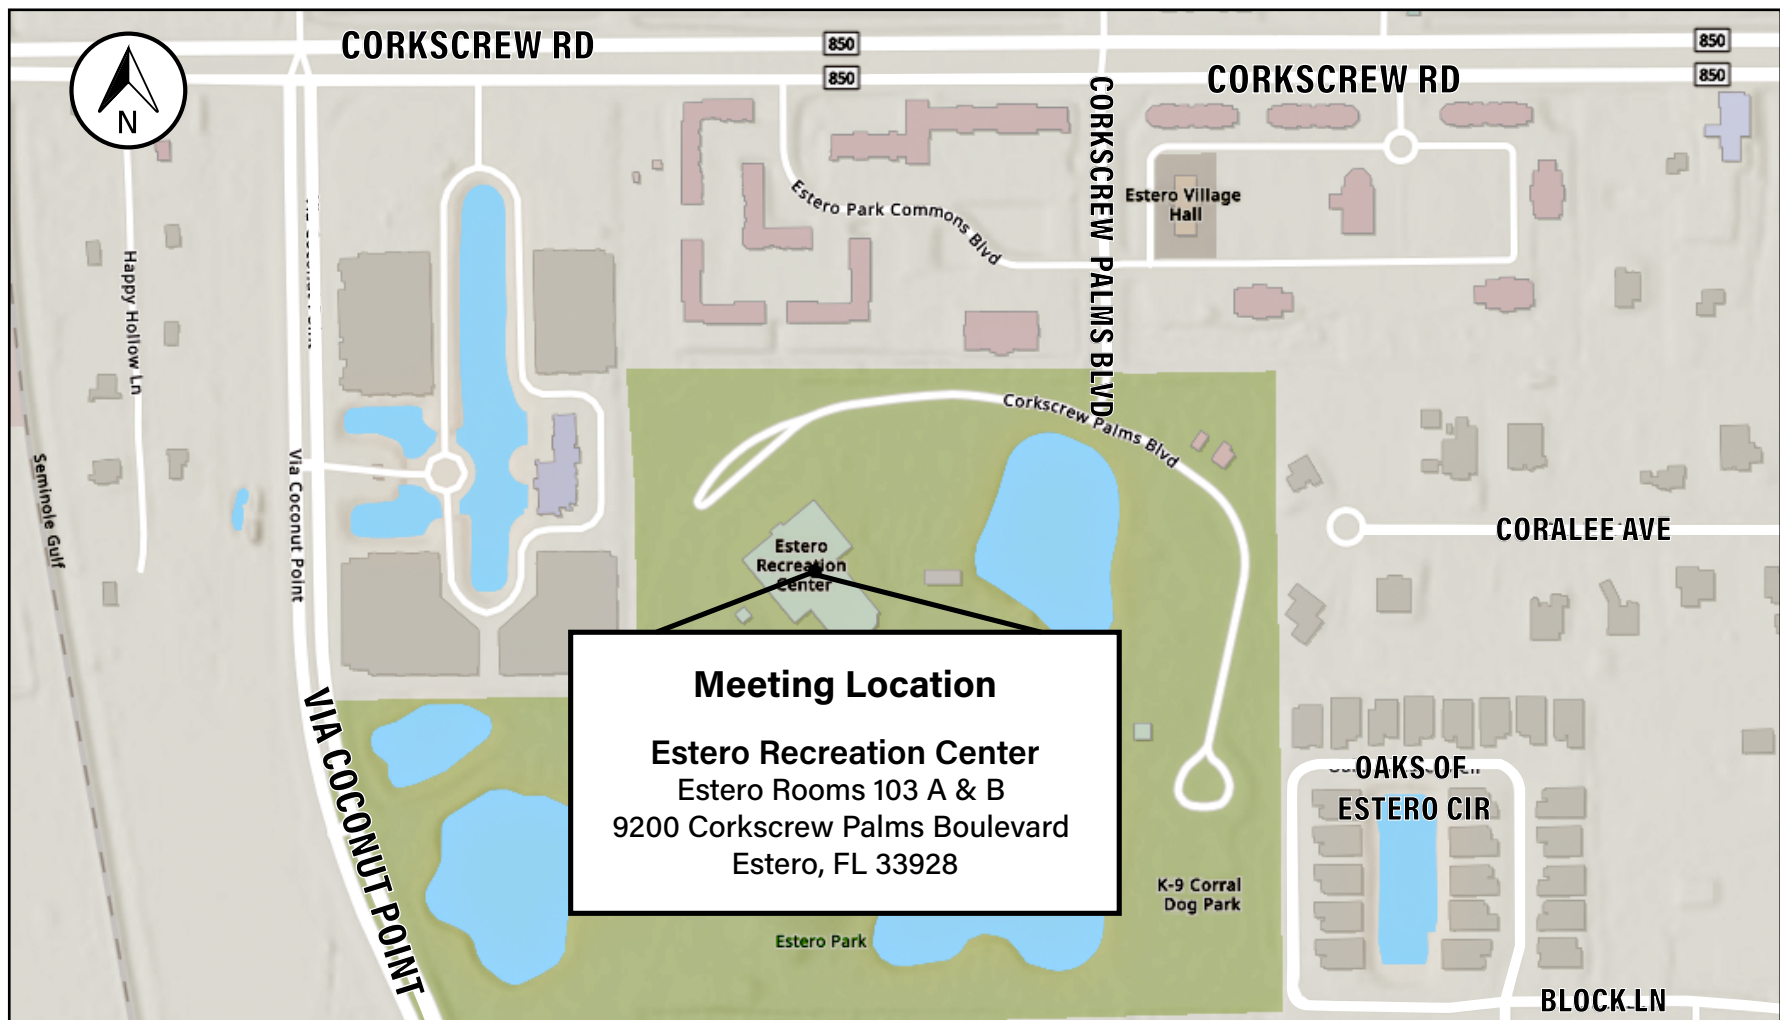 CORKSCREW RD
850
850
850
850
CORKSCREW RD
N
CORKSCREW PALMS BLVD
Estero Village
Hall
Estero Park Commons Blvd
Happy Hollow Ln
Corkscrew Palms Blvd
Seminole Gulf
Via Coconut Point
CORALEE AVE
Estero
Recreation
Center
Meeting Location
Estero Recreation Center
Estero Rooms 103 A & B
9200 Corkscrew Palms Boulevard
Estero, FL 33928
VIA COCONUT POINT
OAKS OF
ESTERO CIR
K-9 Corral
Dog Park
Estero Park
BLOCK LN